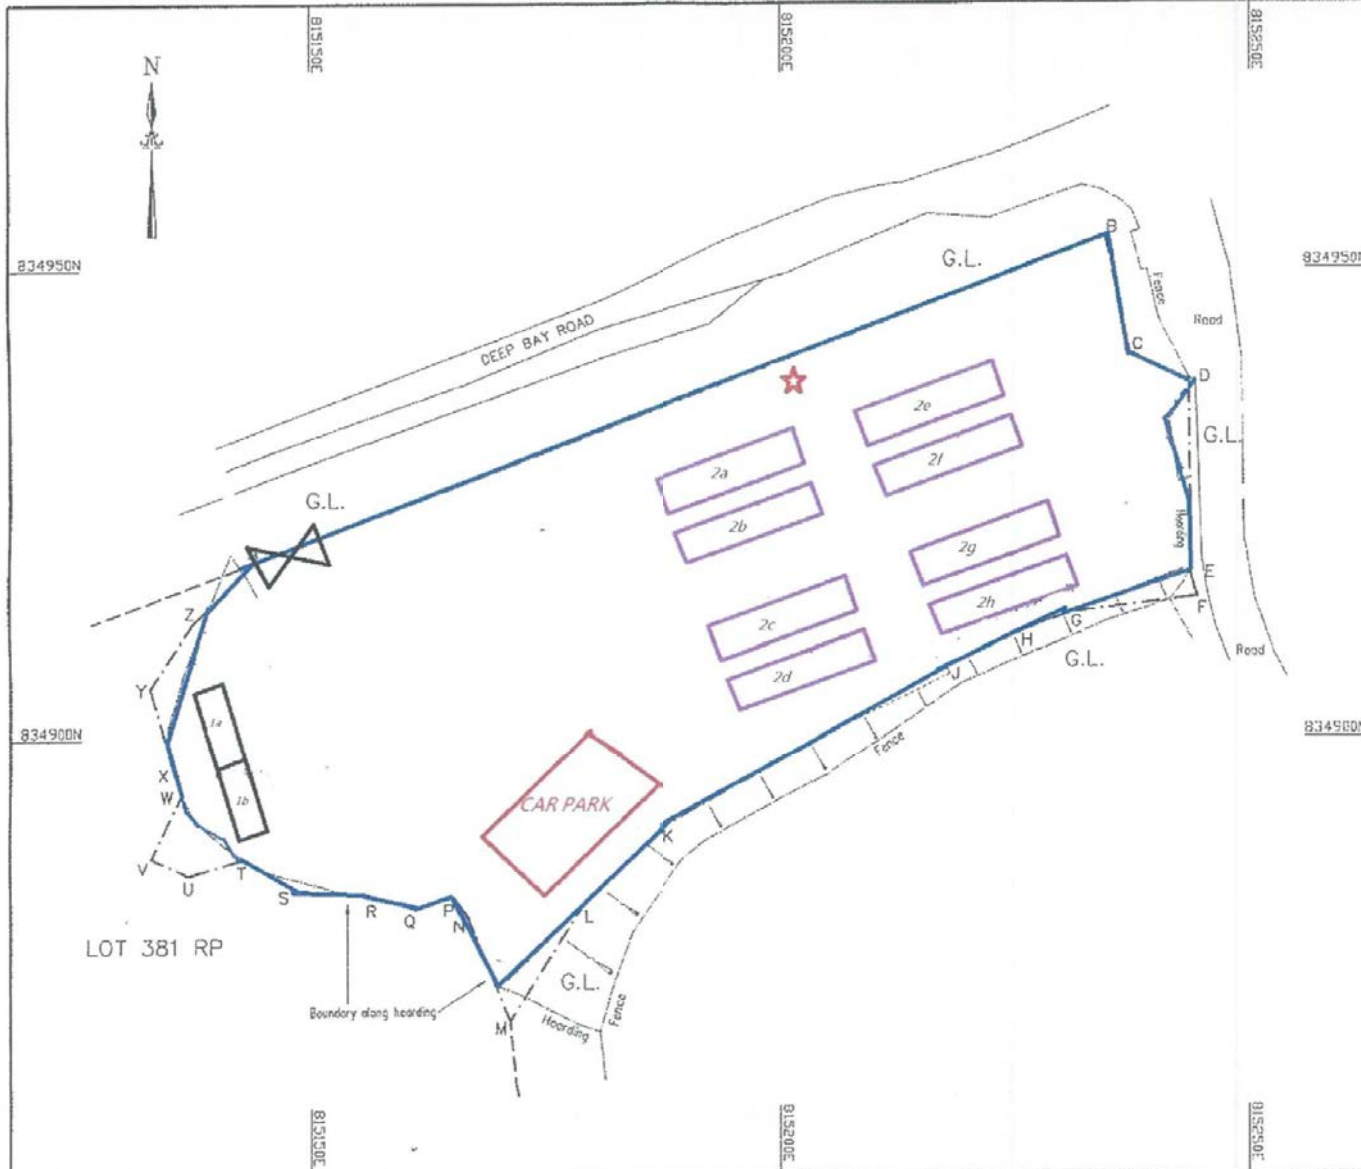 815150E
815200E
815250E
N
B
834950N
G.L.
834950N
Fence
Road
DEEP BAY ROAD
C
D
2e
G.L.
2f
2a
G.L.
2b
Hoarding
2g
E
2h
F
Z
2c
G
H
Road
G.L.
2d
J
Y
1a
834900N
834900N
Fence
X
W
1b
CAR PARK
K
V
U
T
S
R
P
Q
N
L
LOT 381 RP
G.L.
Boundary along hoarding
M
Hoarding
Fence
815150E
815200E
815250E